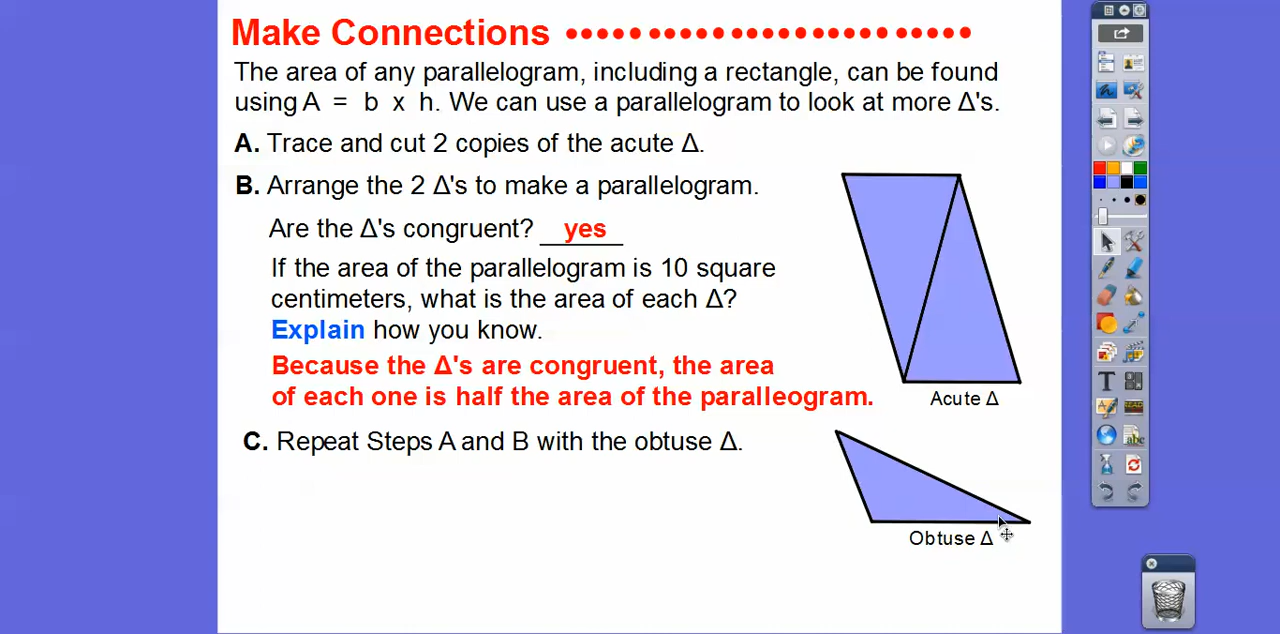 Make Connections
The area of any parallelogram, including a rectangle, can be found
using A = b x h. We can use a parallelogram to look at more Δ's.
A. Trace and cut 2 copies of the acute Δ.
B. Arrange the 2 Δ's to make a parallelogram.
Are the Δ's congruent? yes
If the area of the parallelogram is 10 square
centimeters, what is the area of each Δ?
Explain how you know.
Because the Δ's are congruent, the area
of each one is half the area of the paralleogram.
Acute Δ
C. Repeat Steps A and B with the obtuse Δ.
Obtuse Δ